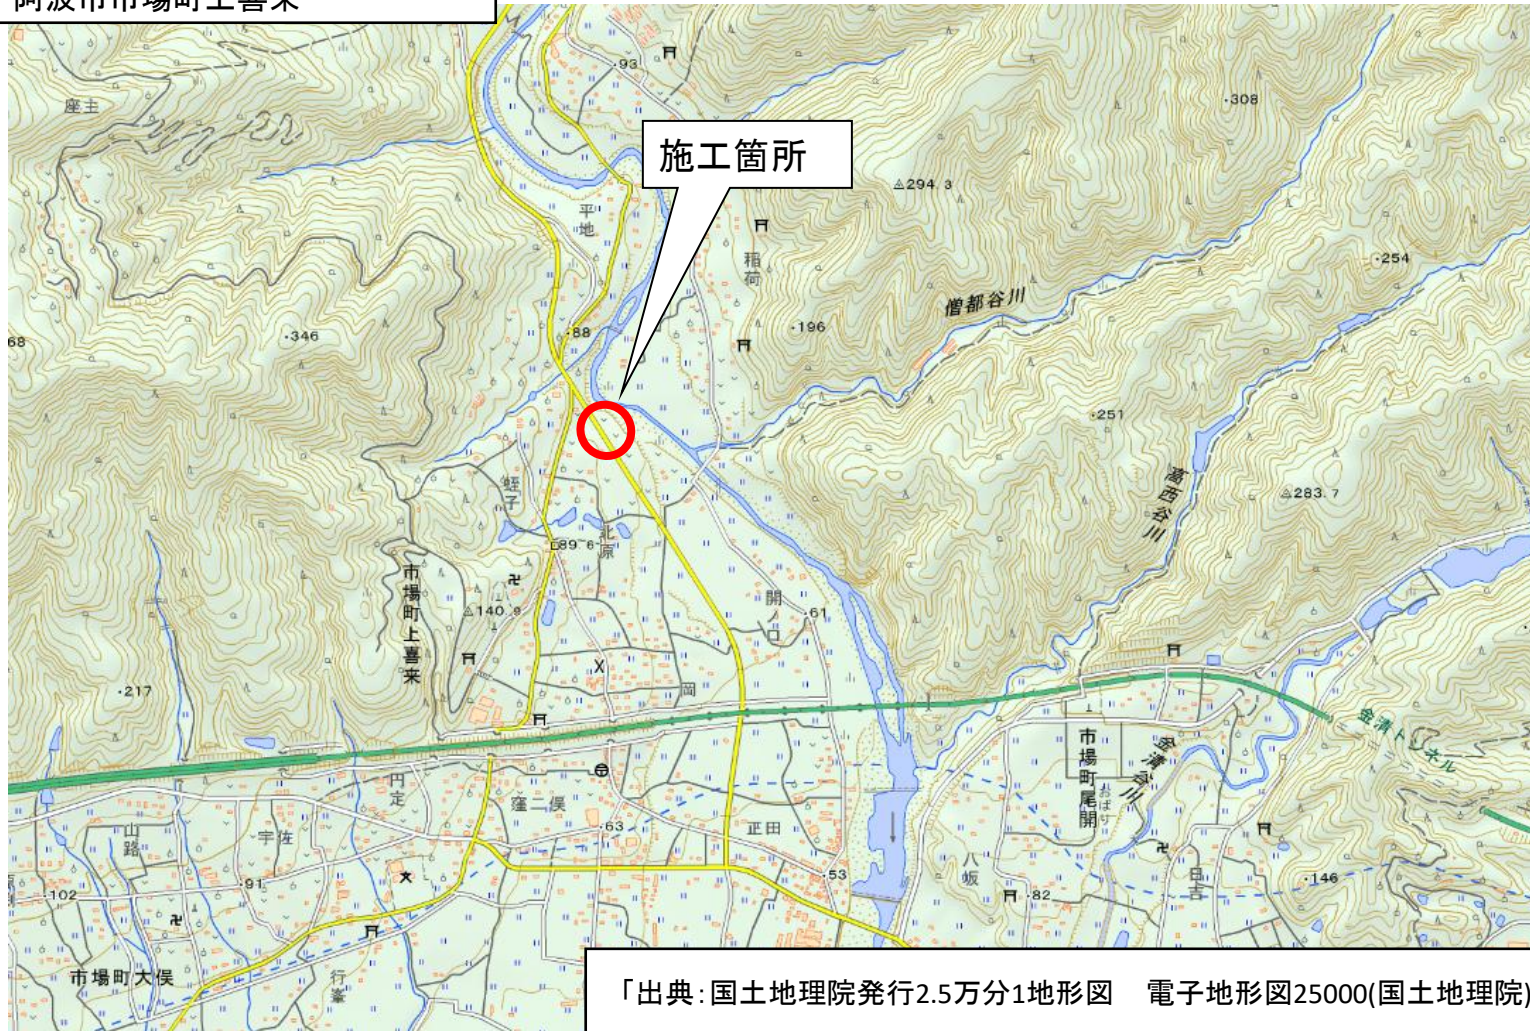 阿波市市場町上喜来
座主
93
308
施工箇所
294.3
平地
稲荷
254
僧都谷川
68
346
88
196
251
高西谷川
283.7
蛭子
北原
89.6
市場町上喜来
140.9
開ノ口
61
217
岡
金清トンネル
市場町尾開
おばり
金清谷川
円定
窪二俣
山路
宇佐
63
正田
91
53
八坂
日吉
146
102
82
市場町大俣
行峯
「出典:国土地理院発行2.5万分1地形図　電子地形図25000(国土地理院)